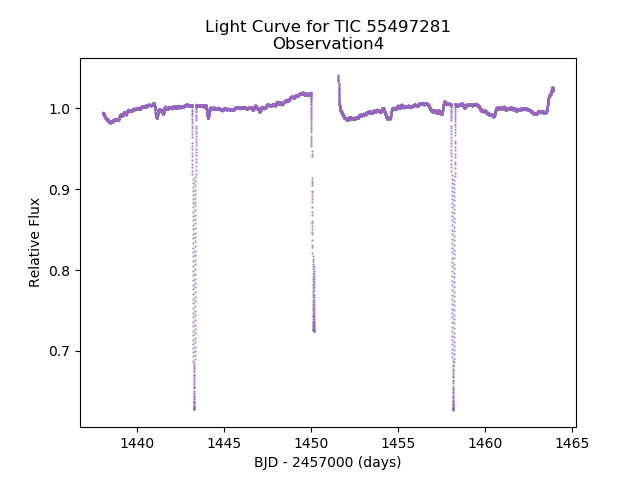 Light Curve for TIC 55497281
Observation4
1.0
0.9
0.8
0.7
Relative Flux
1440 1445 1450 1455 1460 1465
BJD - 2457000 (days)